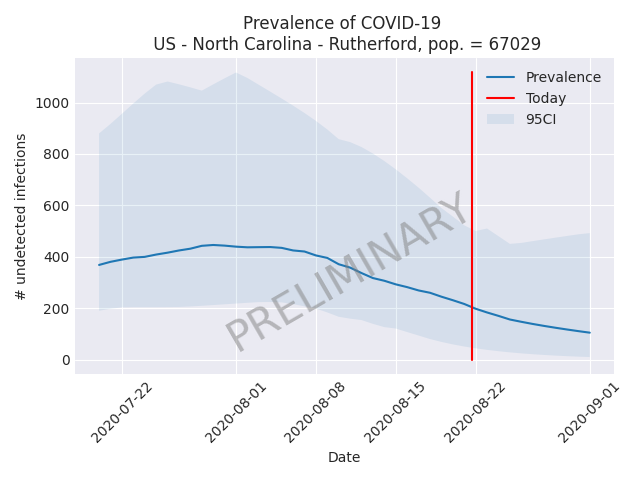 Prevalence of COVID-19
US - North Carolina - Rutherford, pop. = 67029
# undetected infections
1000
800
600
400
200
0
Prevalence
Today
95CI
PRELIMINARY
2020-07-22
2020-08-01
2020-08-08
2020-08-15
2020-08-22
2020-09-01
Date